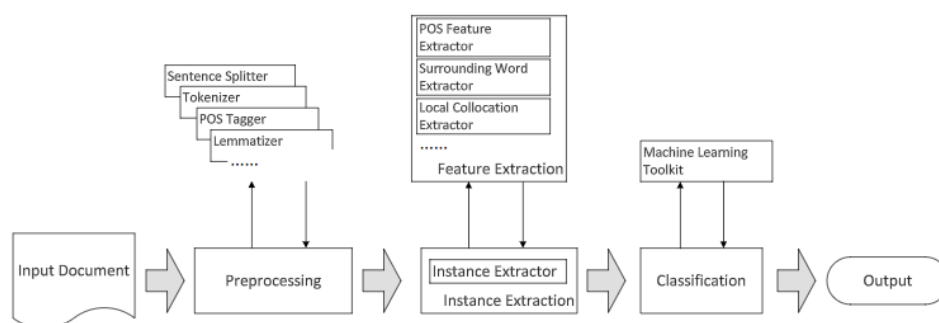 Sentence Splitter
Tokenizer
POS Tagger
Lemmatizer
......
POS Feature
Extractor
Surrounding Word
Extractor
Local Collocation
Extractor
......
Feature Extraction
Machine Learning
Toolkit
Input Document
Preprocessing
Instance Extractor
Instance Extraction
Classification
Output